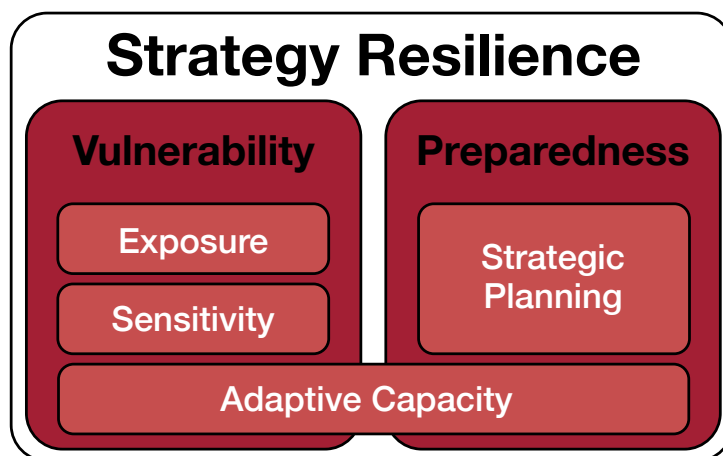 Strategy Resilience
Vulnerability
Preparedness
Exposure
Sensitivity
Strategic
Planning
Adaptive Capacity